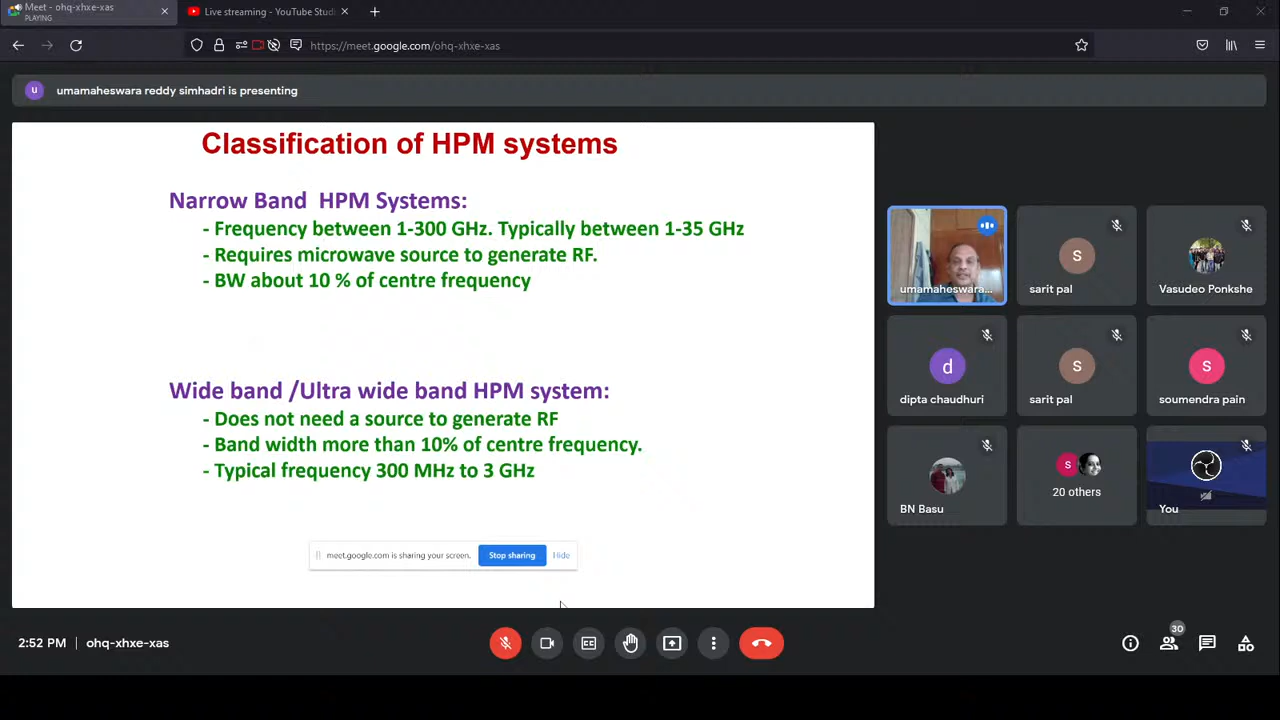 Meet - ohq-xhxe-xas
PLAYING
Live streaming - YouTube Studi
https://meet.google.com/ohq-xhxe-xas
u
umamaheswara reddy simhadri is presenting
Classification of HPM systems
Narrow Band HPM Systems:
- Frequency between 1-300 GHz. Typically between 1-35 GHz
- Requires microwave source to generate RF.
- BW about 10 % of centre frequency
Wide band /Ultra wide band HPM system:
- Does not need a source to generate RF
- Band width more than 10% of centre frequency.
- Typical frequency 300 MHz to 3 GHz
meet.google.com is sharing your screen.
Stop sharing
Hide
umamaheswara...
s
sarit pal
Vasudeo Ponkshe
d
dipta chaudhuri
s
sarit pal
s
soumendra pain
BN Basu
s
20 others
You
2:52 PM | ohq-xhxe-xas
30